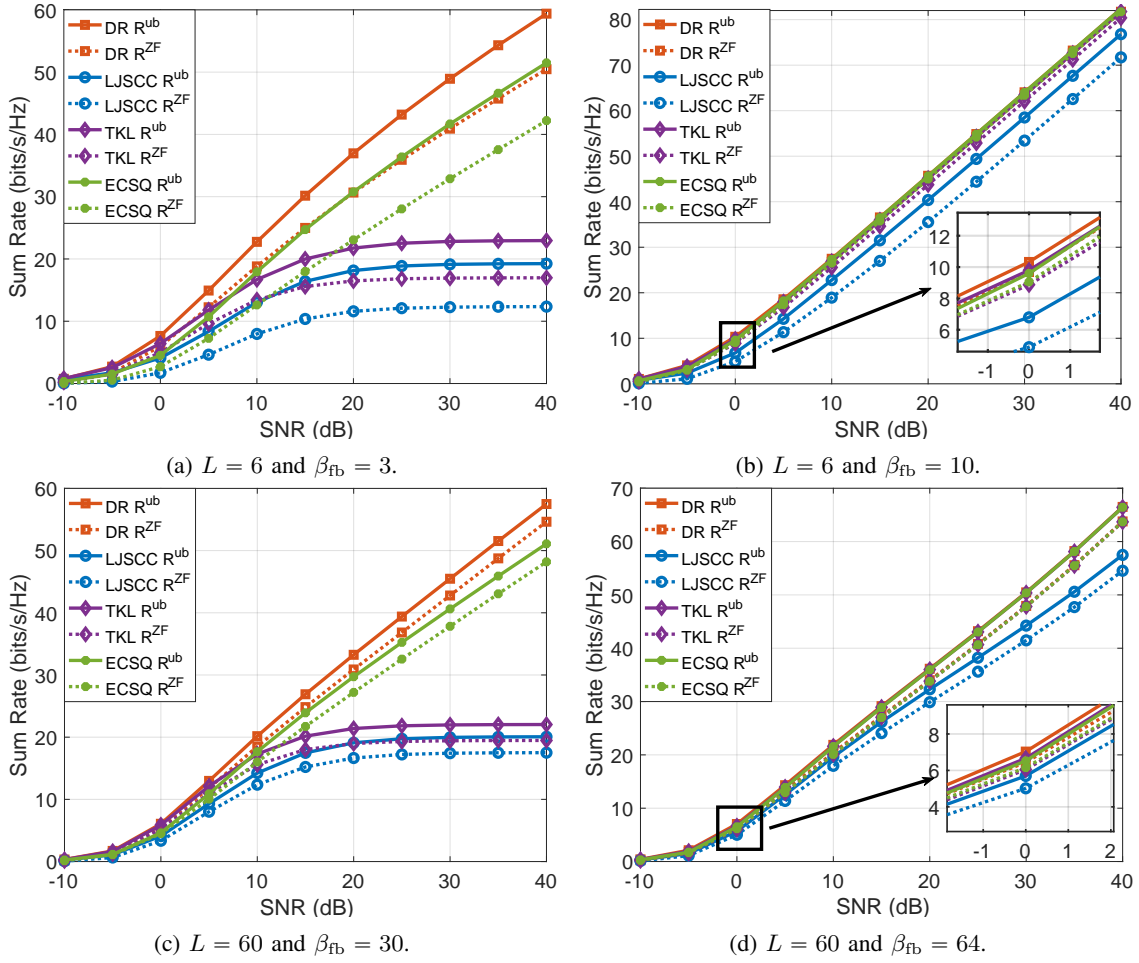 60
50
40
30
20
10
0
Sum Rate (bits/s/Hz)
DR R^ub
DR R^ZF
LJSCC R^ub
LJSCC R^ZF
TKL R^ub
TKL R^ZF
ECSQ R^ub
ECSQ R^ZF
-10 0 10 20 30 40
SNR (dB)
(a) L = 6 and β_fb = 3.
80
70
60
50
40
30
20
10
0
Sum Rate (bits/s/Hz)
DR R^ub
DR R^ZF
LJSCC R^ub
LJSCC R^ZF
TKL R^ub
TKL R^ZF
ECSQ R^ub
ECSQ R^ZF
12
10
8
6
-1 0 1
-10 0 10 20 30 40
SNR (dB)
(b) L = 6 and β_fb = 10.
60
50
40
30
20
10
0
Sum Rate (bits/s/Hz)
DR R^ub
DR R^ZF
LJSCC R^ub
LJSCC R^ZF
TKL R^ub
TKL R^ZF
ECSQ R^ub
ECSQ R^ZF
-10 0 10 20 30 40
SNR (dB)
(c) L = 60 and β_fb = 30.
70
60
50
40
30
20
10
0
Sum Rate (bits/s/Hz)
DR R^ub
DR R^ZF
LJSCC R^ub
LJSCC R^ZF
TKL R^ub
TKL R^ZF
ECSQ R^ub
ECSQ R^ZF
8
6
4
-1 0 1 2
-10 0 10 20 30 40
SNR (dB)
(d) L = 60 and β_fb = 64.